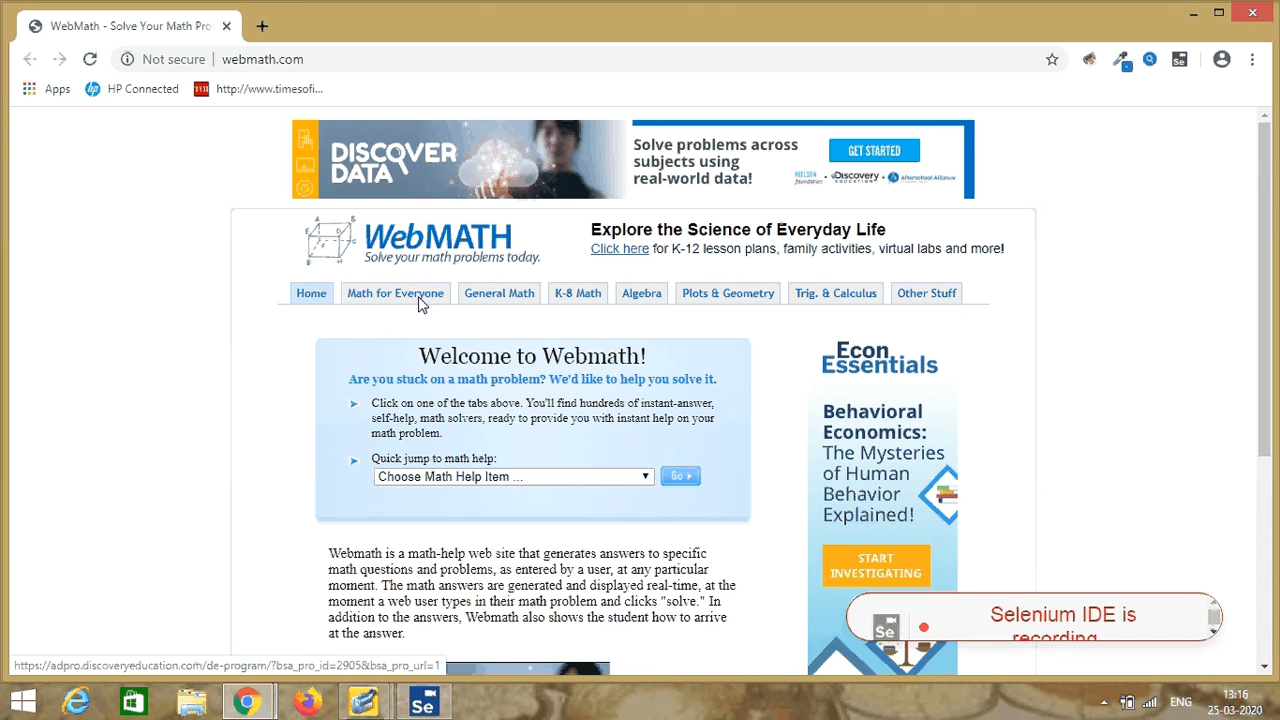 WebMath - Solve Your Math Pro
Not secure
webmath.com
Apps
HP Connected
http://www.timesofi...
DISCOVER
DATA
Solve problems across
subjects using
real-world data!
GET STARTED
nielsen
foundation
Discovery
EDUCATION
Afterschool Alliance
A
B
D
H
WebMATH
Solve your math problems today.
Explore the Science of Everyday Life
Click here for K-12 lesson plans, family activities, virtual labs and more!
Home
Math for Everyone
General Math
K-8 Math
Algebra
Plots & Geometry
Trig. & Calculus
Other Stuff
Welcome to Webmath!
Are you stuck on a math problem? We'd like to help you solve it.
Click on one of the tabs above. You'll find hundreds of instant-answer,
self-help, math solvers, ready to provide you with instant help on your
math problem.
Quick jump to math help:
Choose Math Help Item ...
Go
Webmath is a math-help web site that generates answers to specific
math questions and problems, as entered by a user, at any particular
moment. The math answers are generated and displayed real-time, at the
moment a web user types in their math problem and clicks "solve." In
addition to the answers, Webmath also shows the student how to arrive
at the answer.
Econ
Essentials
Behavioral
Economics:
The Mysteries
of Human
Behavior
Explained!
START
INVESTIGATING
Se
Selenium IDE is
recording
https://adpro.discoveryeducation.com/de-program/?bsa_pro_id=2905&bsa_pro_url=1
Se
ENG
13:16
25-03-2020